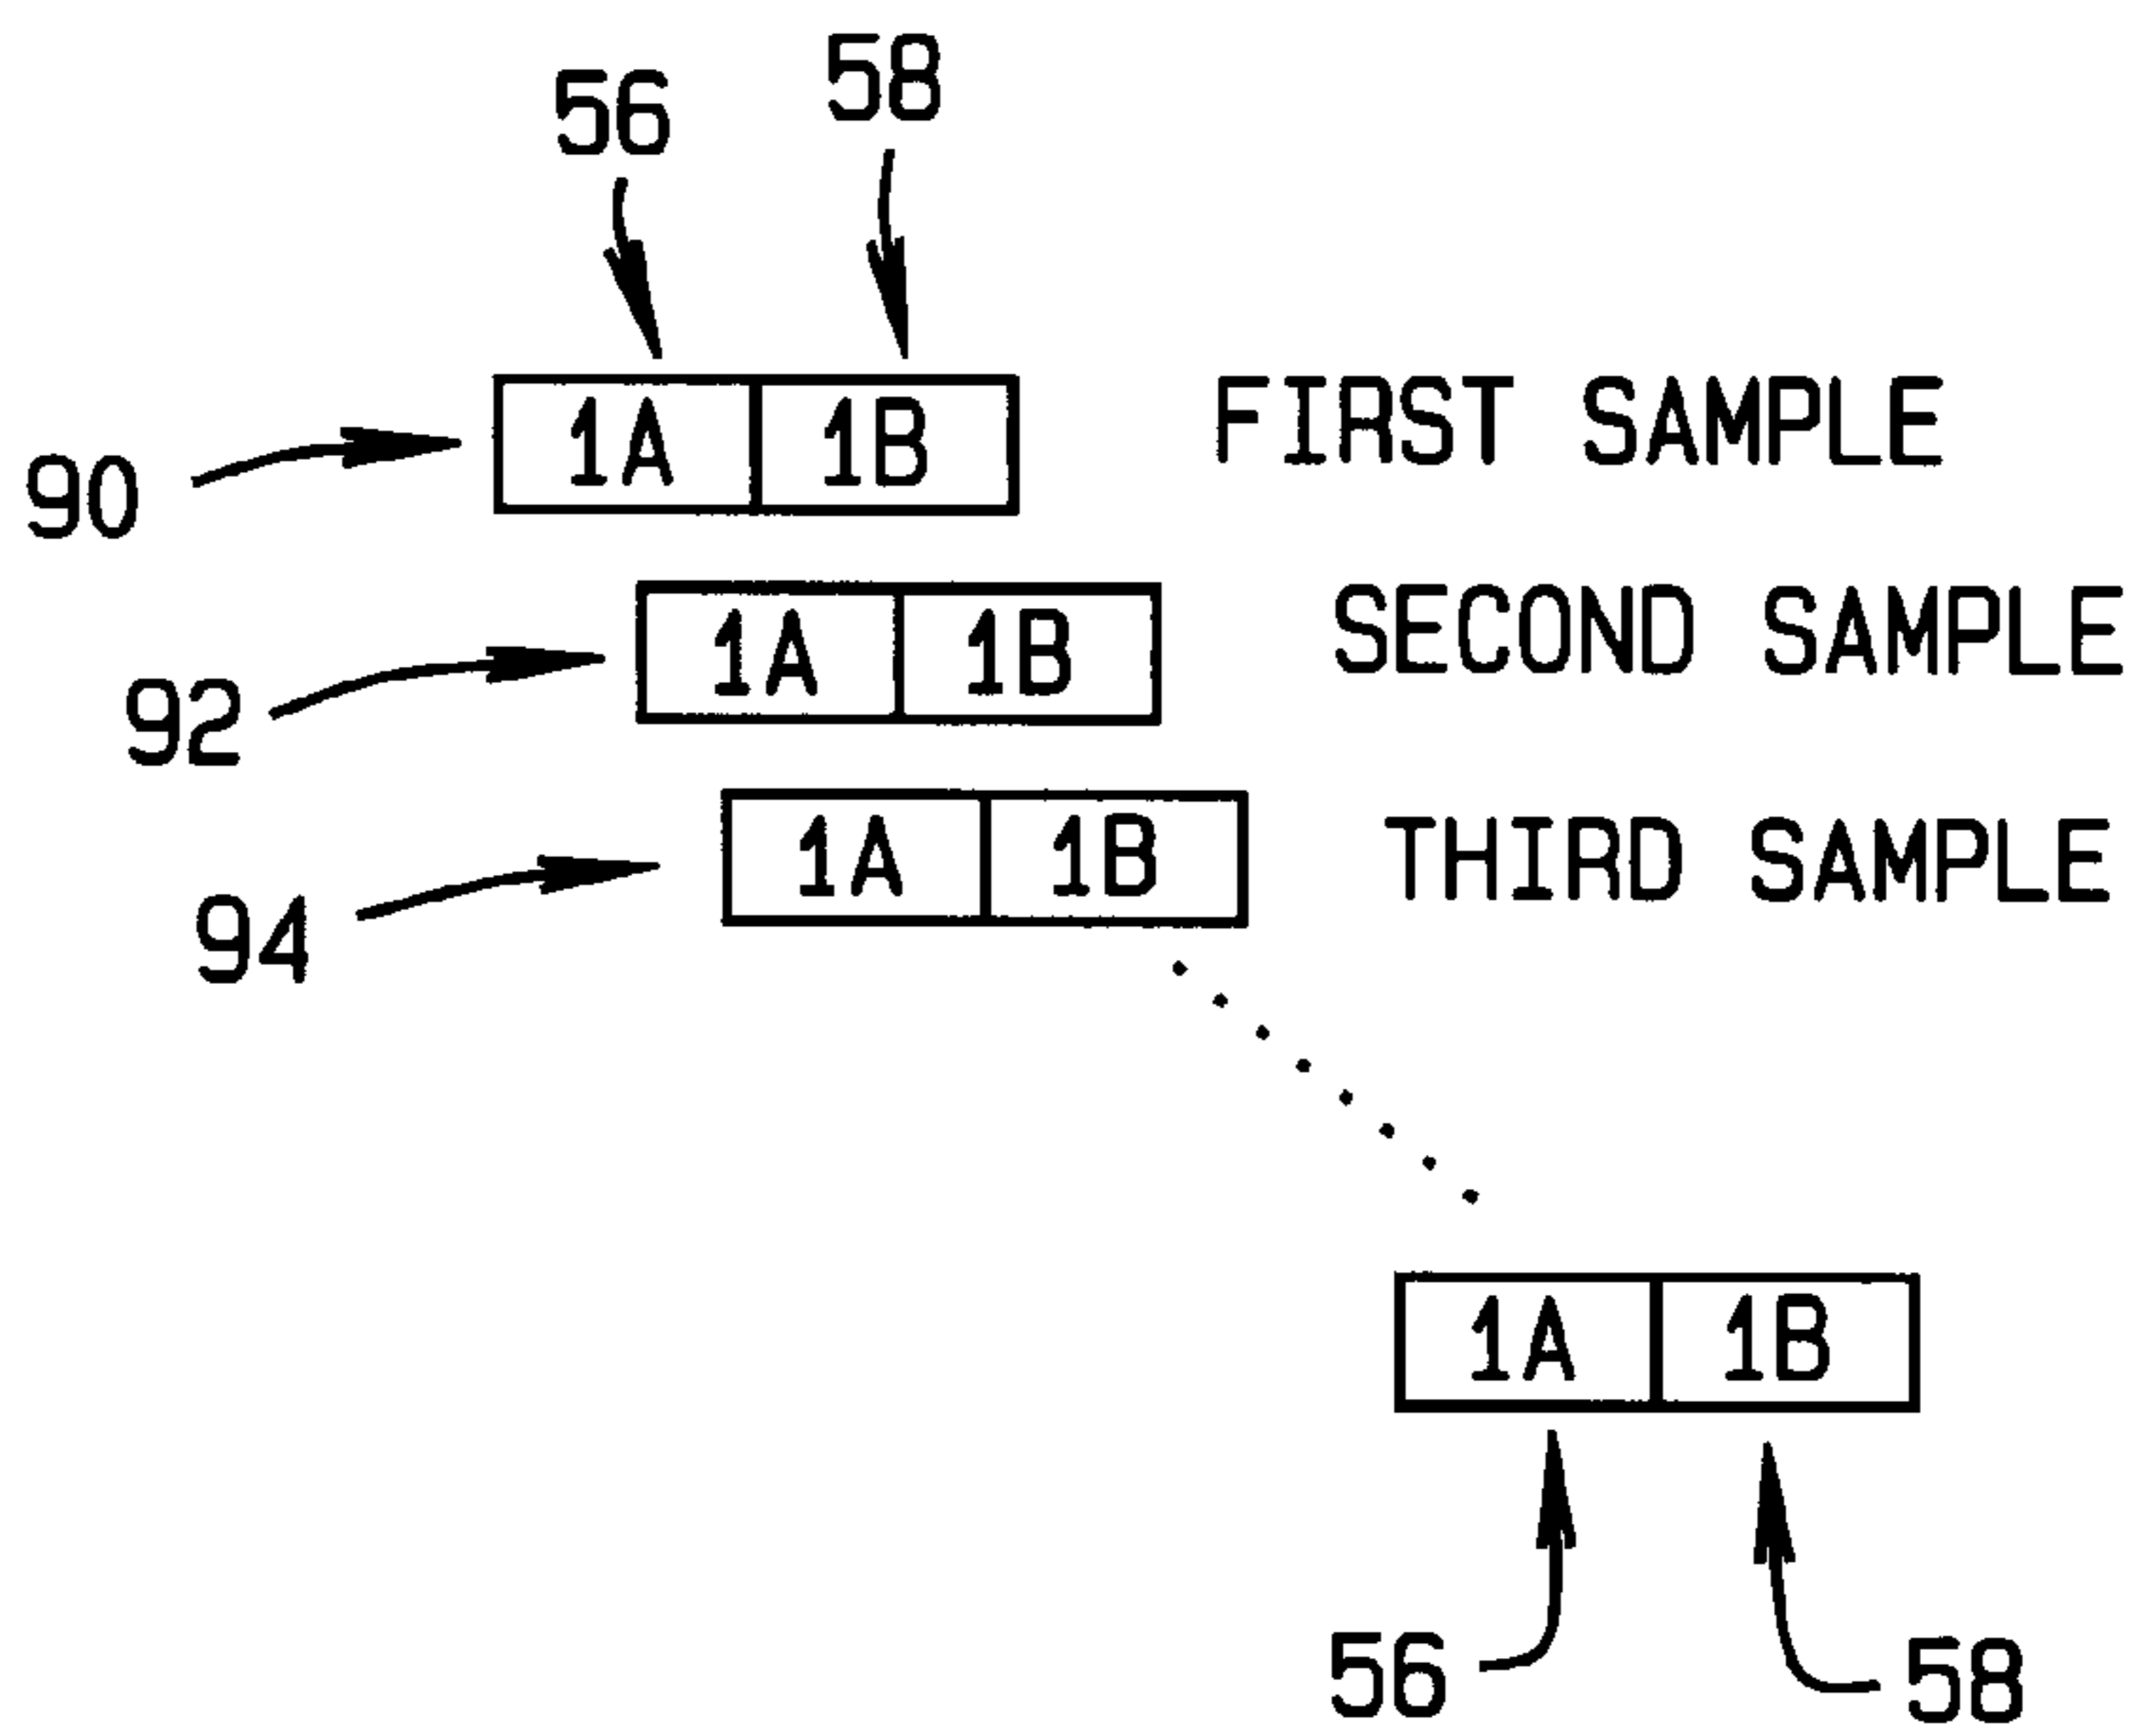 56 58
90 1A 1B FIRST SAMPLE
92 1A 1B SECOND SAMPLE
94 1A 1B THIRD SAMPLE
1A 1B
56 58